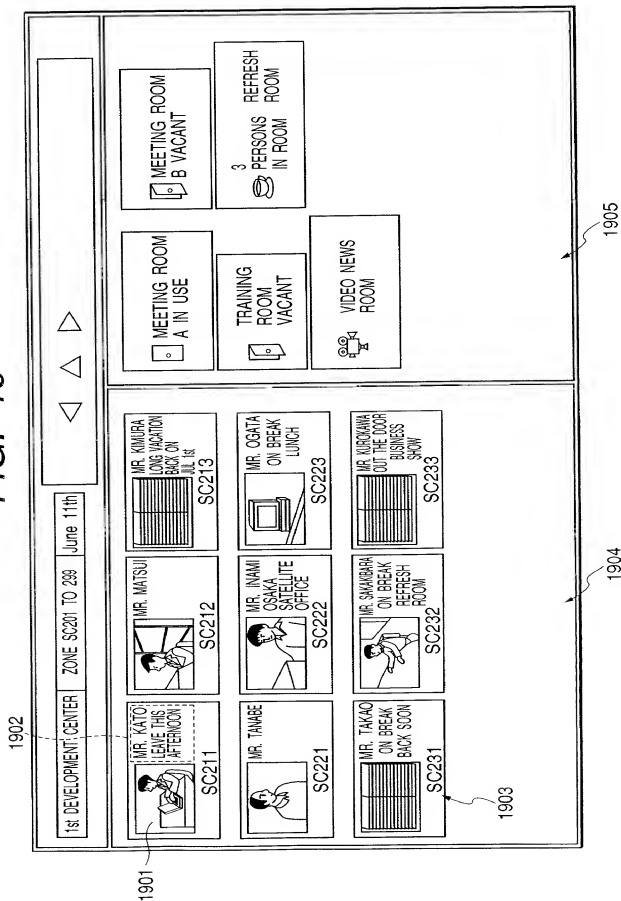 1st DEVELOPMENT CENTER
ZONE SC201 TO 299
June 11th
1902
1901
MR. KATO
LEAVE THIS
AFTERNOON
SC211
MR. MATSUI
SC212
MR. KIMURA
LONG VACATION
BACK ON
JUL 1st
SC213
MR. TANABE
SC221
MR. INAMI
OSAKA
SATELLITE
OFFICE
SC222
MR. OGATA
ON BREAK
LUNCH
SC223
MR. TAKAO
ON BREAK
BACK SOON
SC231
MR. SAKAKIBARA
ON BREAK
REFRESH
ROOM
SC232
MR. KUROKAWA
OUT THE DOOR
BUSINESS
SHOW
SC233
MEETING ROOM
A IN USE
MEETING ROOM
B VACANT
TRAINING
ROOM
VACANT
3
PERSONS
IN ROOM
REFRESH
ROOM
VIDEO NEWS
ROOM
1903
1904
1905